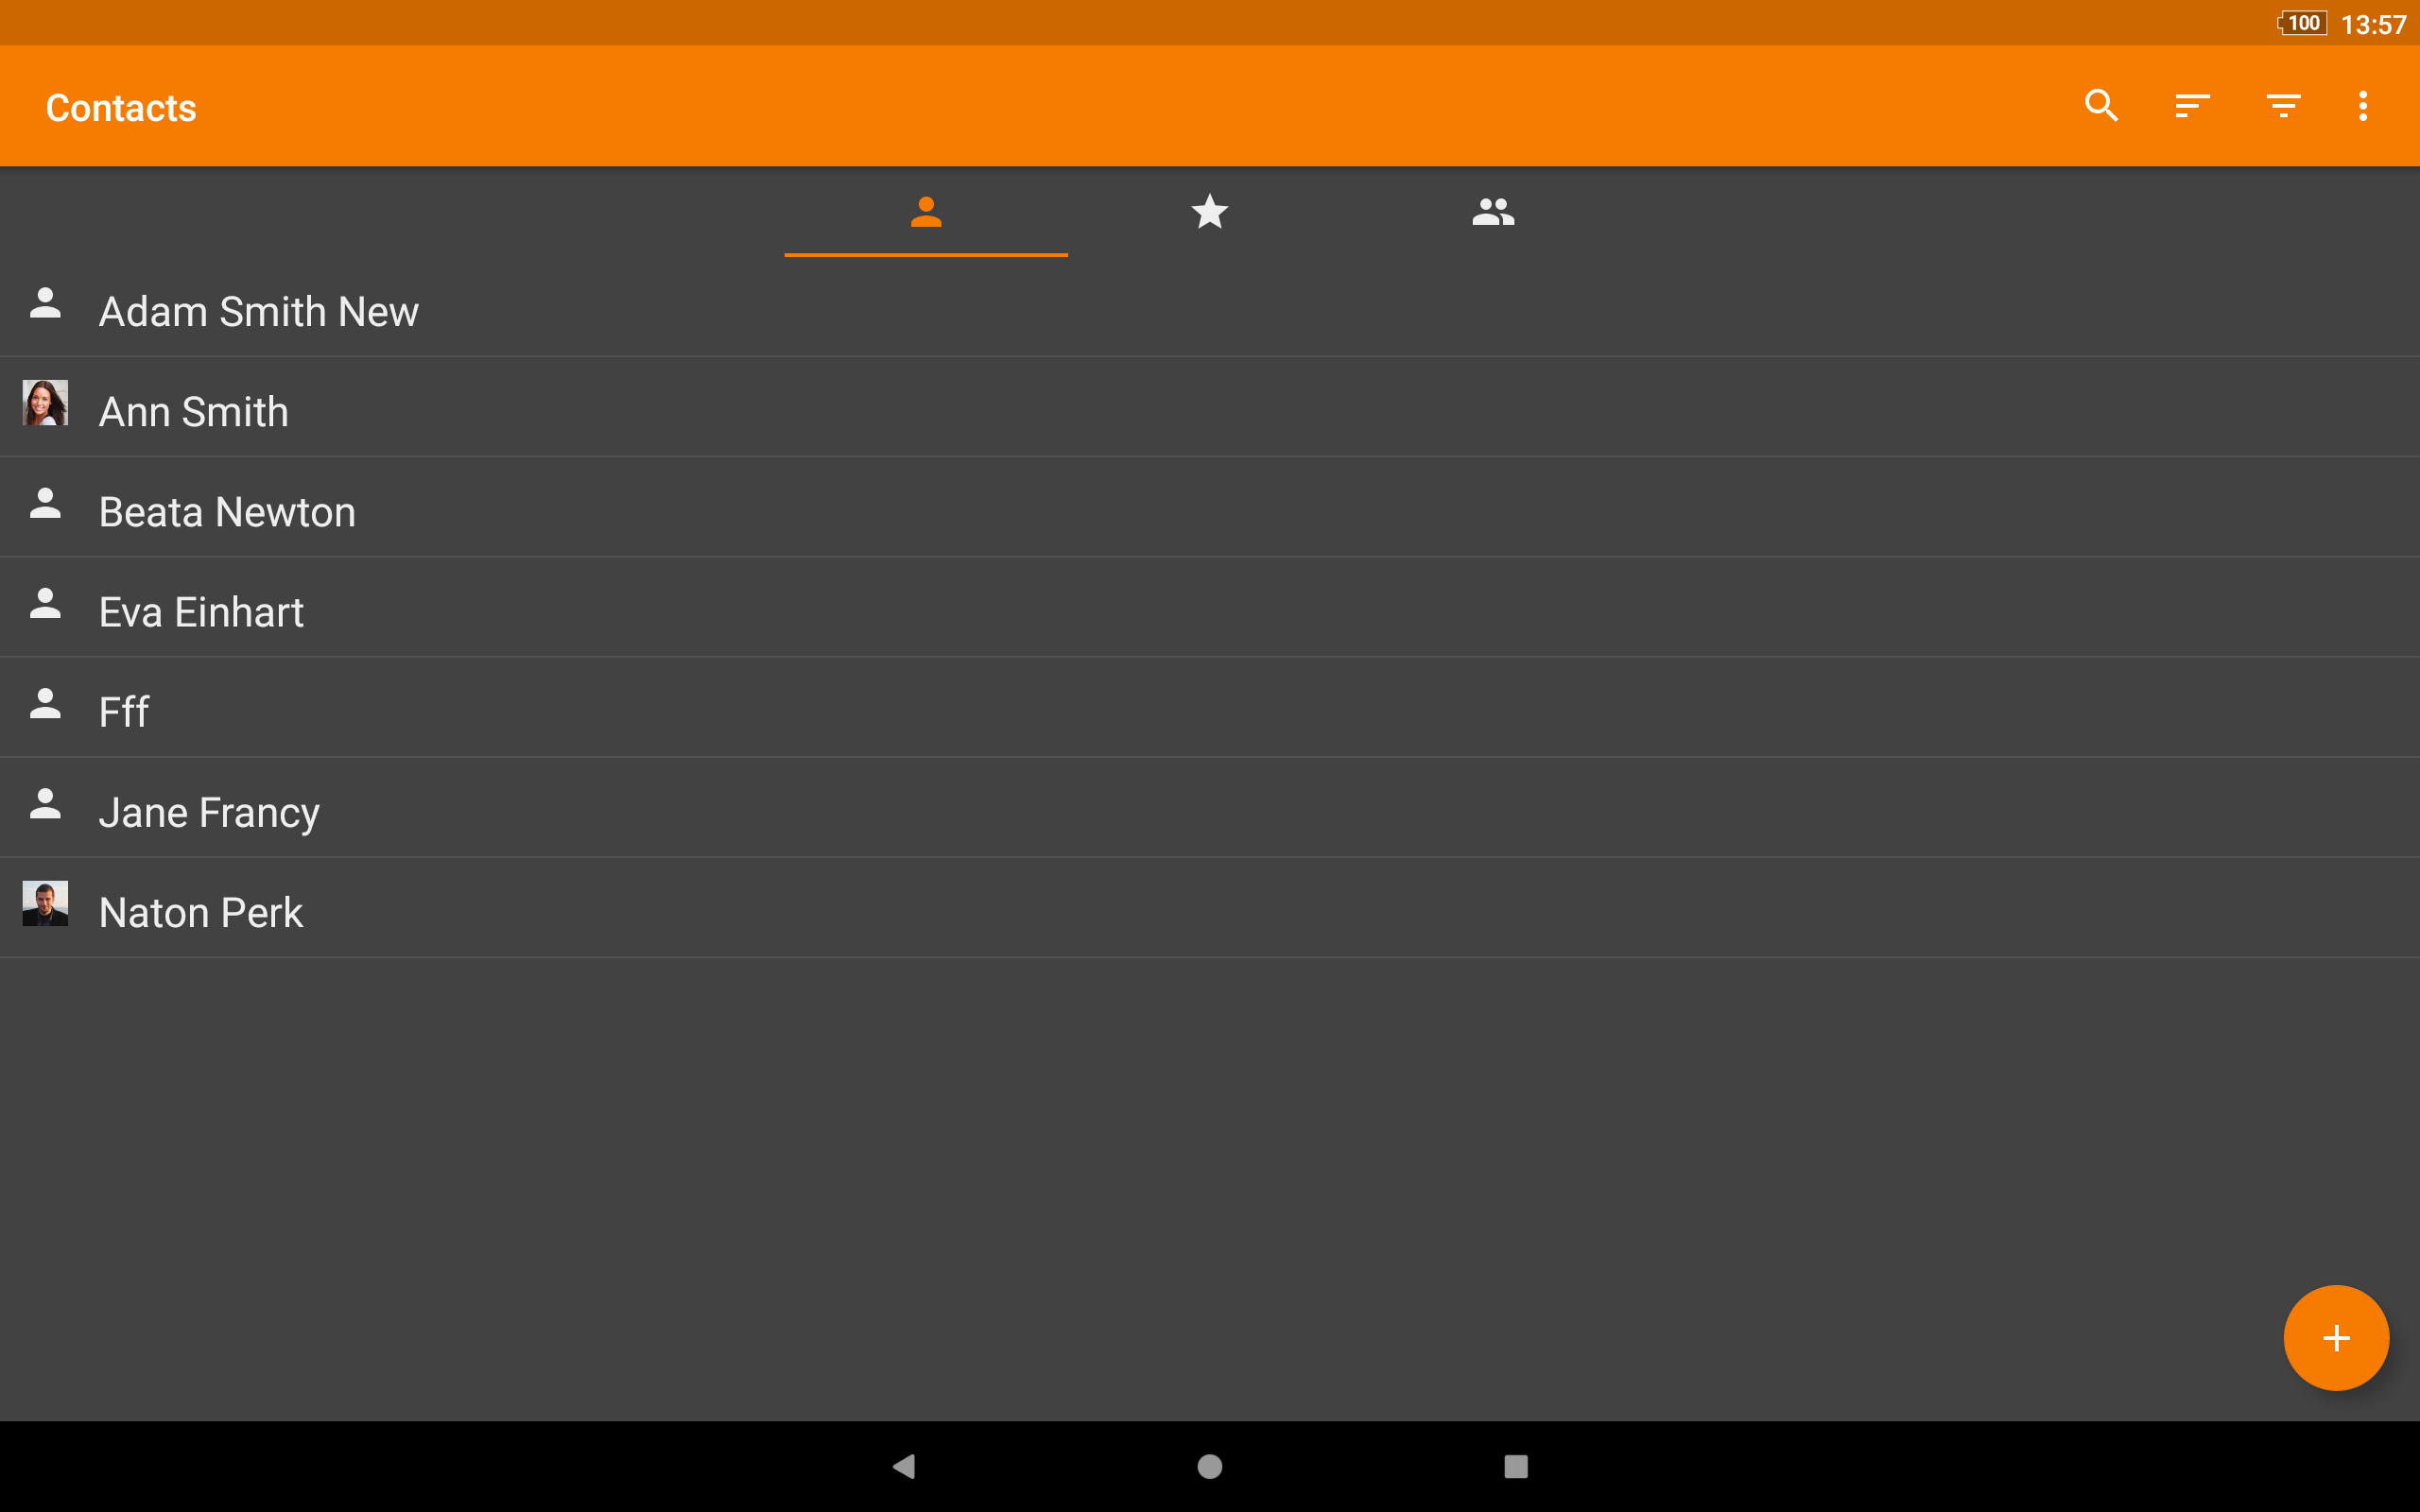 100 13:57
Contacts
Adam Smith New
Ann Smith
Beata Newton
Eva Einhart
Fff
Jane Francy
Naton Perk